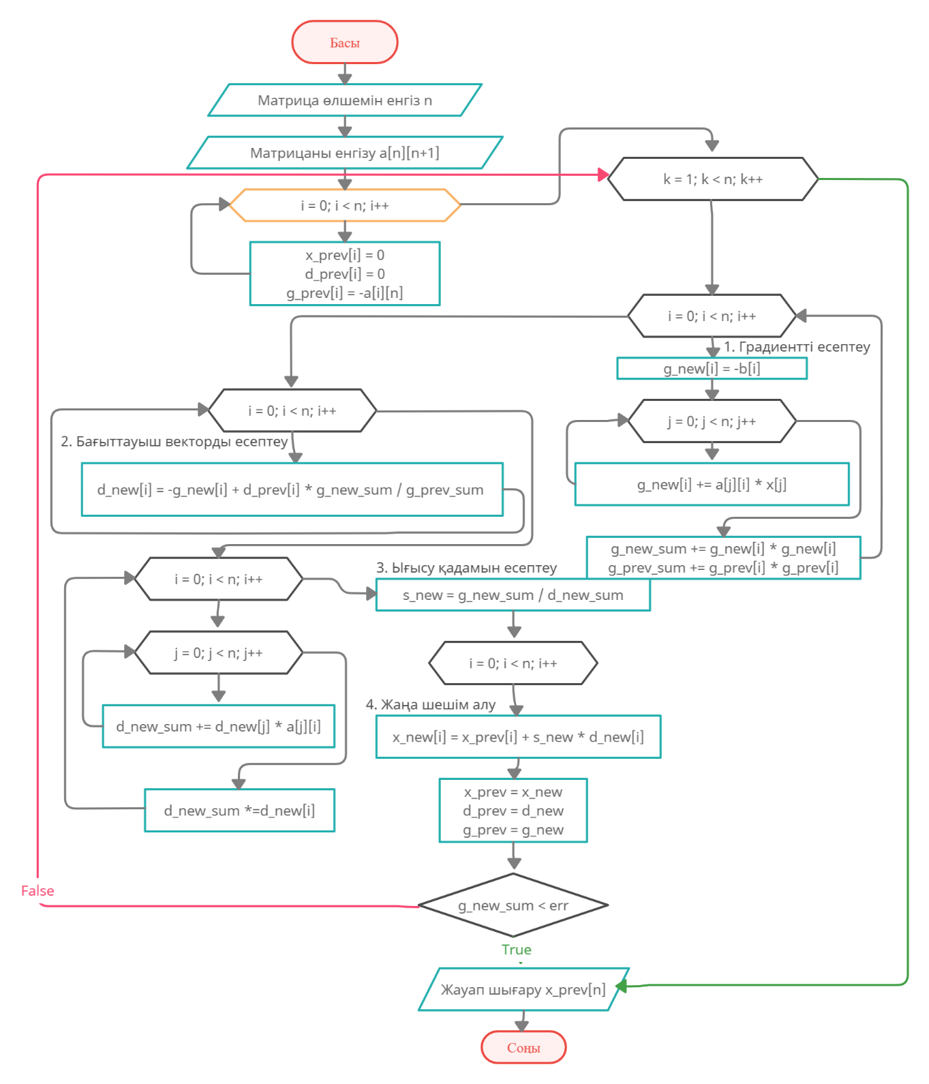 Басы
Матрица өлшемін енгіз n
Матрицаны енгізу a[n][n+1]
i = 0; i < n; i++
x_prev[i] = 0
d_prev[i] = 0
g_prev[i] = -a[i][n]
k = 1; k < n; k++
i = 0; i < n; i++
1. Градиентті есептеу
g_new[i] = -b[i]
j = 0; j < n; j++
g_new[i] += a[j][i] * x[j]
g_new_sum += g_new[i] * g_new[i]
g_prev_sum += g_prev[i] * g_prev[i]
i = 0; i < n; i++
2. Бағыттауыш векторды есептеу
d_new[i] = -g_new[i] + d_prev[i] * g_new_sum / g_prev_sum
i = 0; i < n; i++
j = 0; j < n; j++
d_new_sum += d_new[j] * a[j][i]
d_new_sum *=d_new[i]
3. Ығысу қадамын есептеу
s_new = g_new_sum / d_new_sum
i = 0; i < n; i++
4. Жаңа шешім алу
x_new[i] = x_prev[i] + s_new * d_new[i]
x_prev = x_new
d_prev = d_new
g_prev = g_new
g_new_sum < err
False
True
Жауап шығару x_prev[n]
Соңы